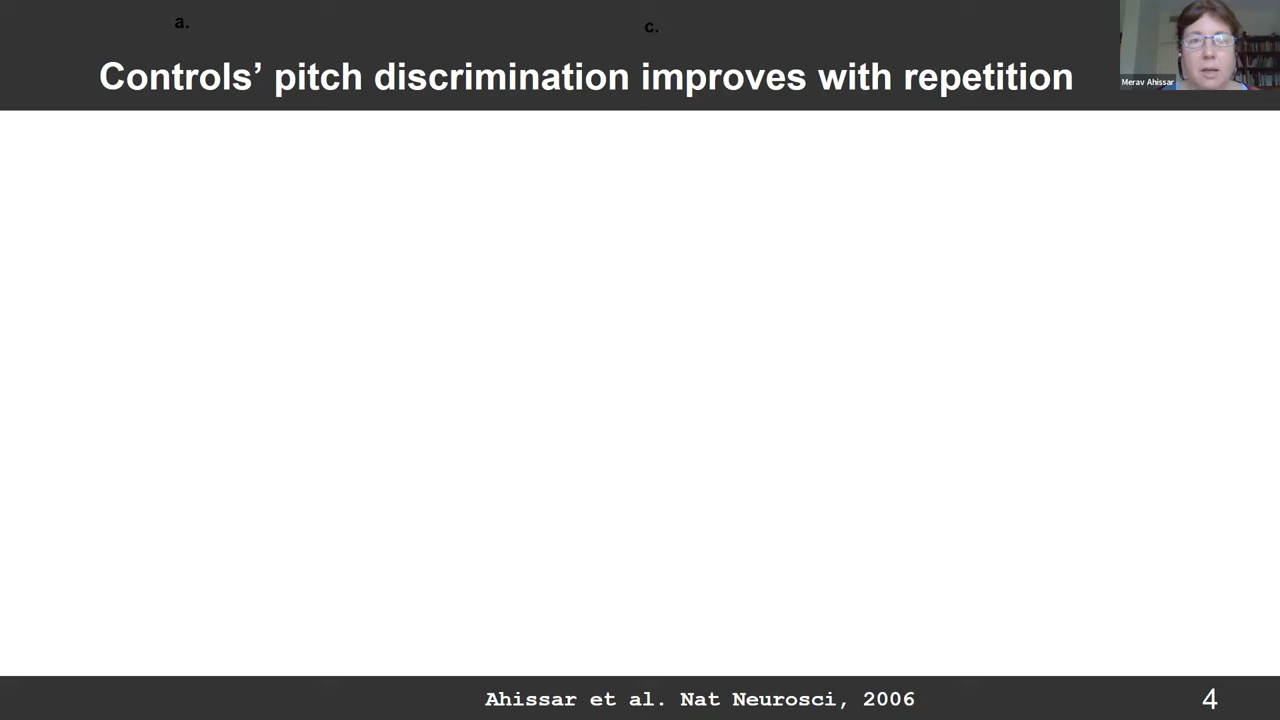 a.
c.
Controls’ pitch discrimination improves with repetition
Merav Ahissar
Ahissar et al. Nat Neurosci, 2006
4